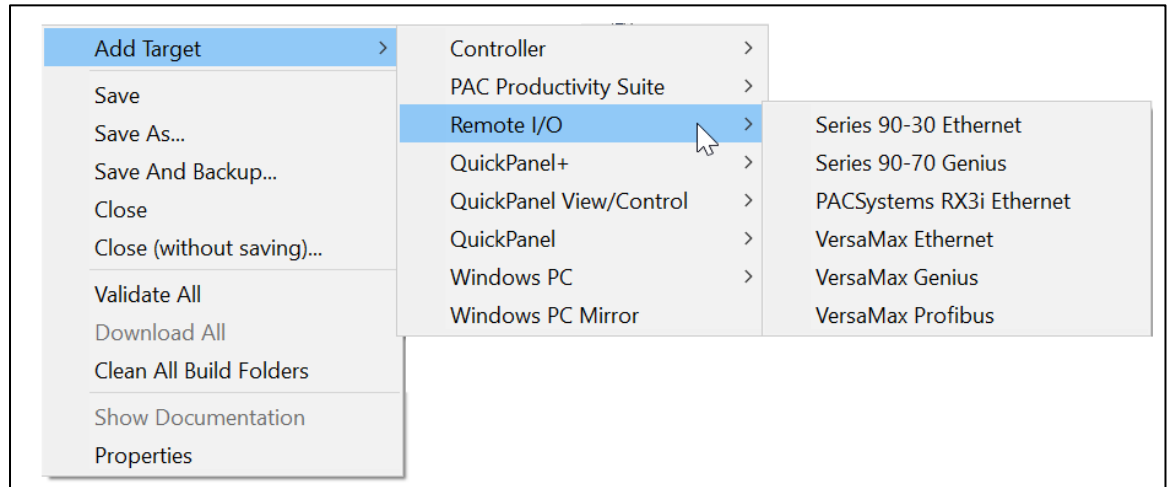 Add Target
Save
Save As...
Save And Backup...
Close
Close (without saving)...
Validate All
Download All
Clean All Build Folders
Show Documentation
Properties
Controller
PAC Productivity Suite
Remote I/O
QuickPanel+
QuickPanel View/Control
QuickPanel
Windows PC
Windows PC Mirror
Series 90-30 Ethernet
Series 90-70 Genius
PACSystems RX3i Ethernet
VersaMax Ethernet
VersaMax Genius
VersaMax Profibus